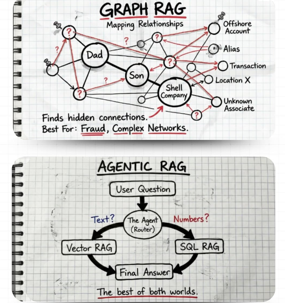 GRAPH RAG
Mapping Relationships
Offshore
Account
?
?
Alias
Dad
?
Transaction
Son
Location X
?
Shell
Company
Unknown
Associate
?
Finds hidden connections.
Best For: Fraud, Complex Networks.
AGENTIC RAG
User Question
Text?
The Agent
(Router)
Numbers?
Vector RAG
SQL RAG
Final Answer
The best of both worlds.